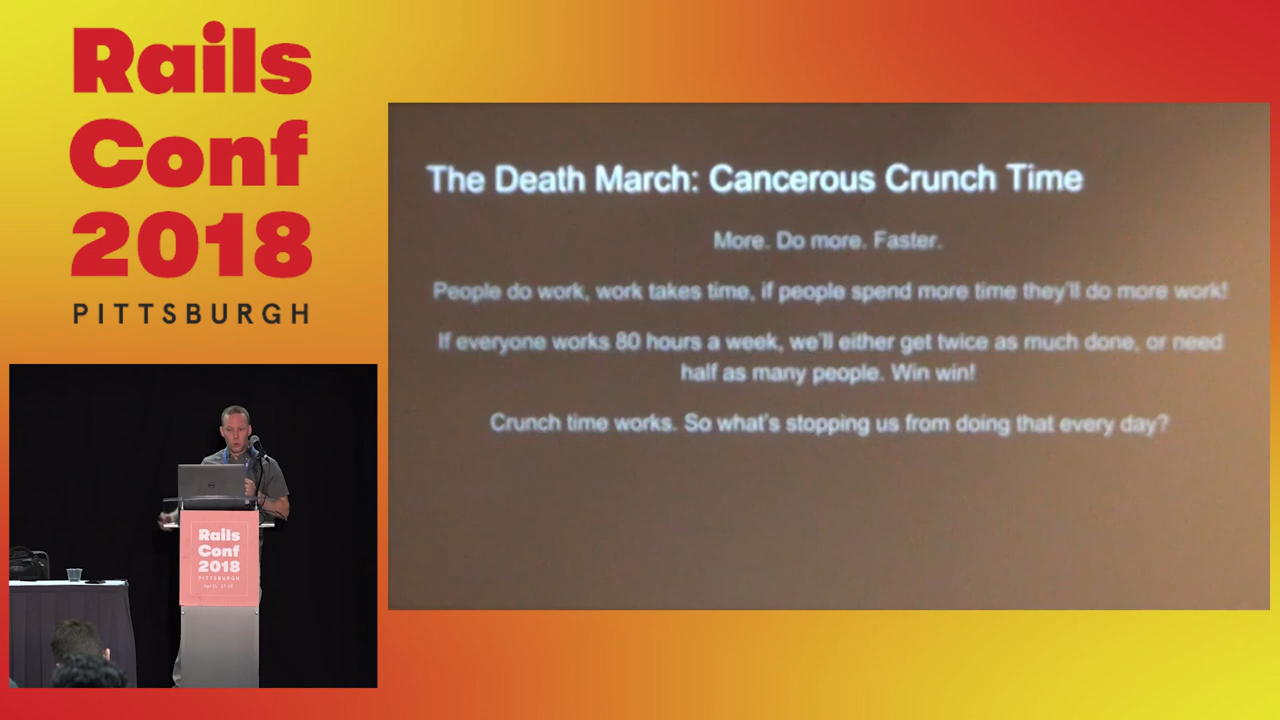 Rails
Conf
2018
PITTSBURGH
The Death March: Cancerous Crunch Time
More. Do more. Faster.
People do work, work takes time, if people spend more time they'll do more work!
If everyone works 80 hours a week, we'll either get twice as much done, or need
half as many people. Win win!
Crunch time works. So what's stopping us from doing that every day?
Rails
Conf
2018
PITTSBURGH